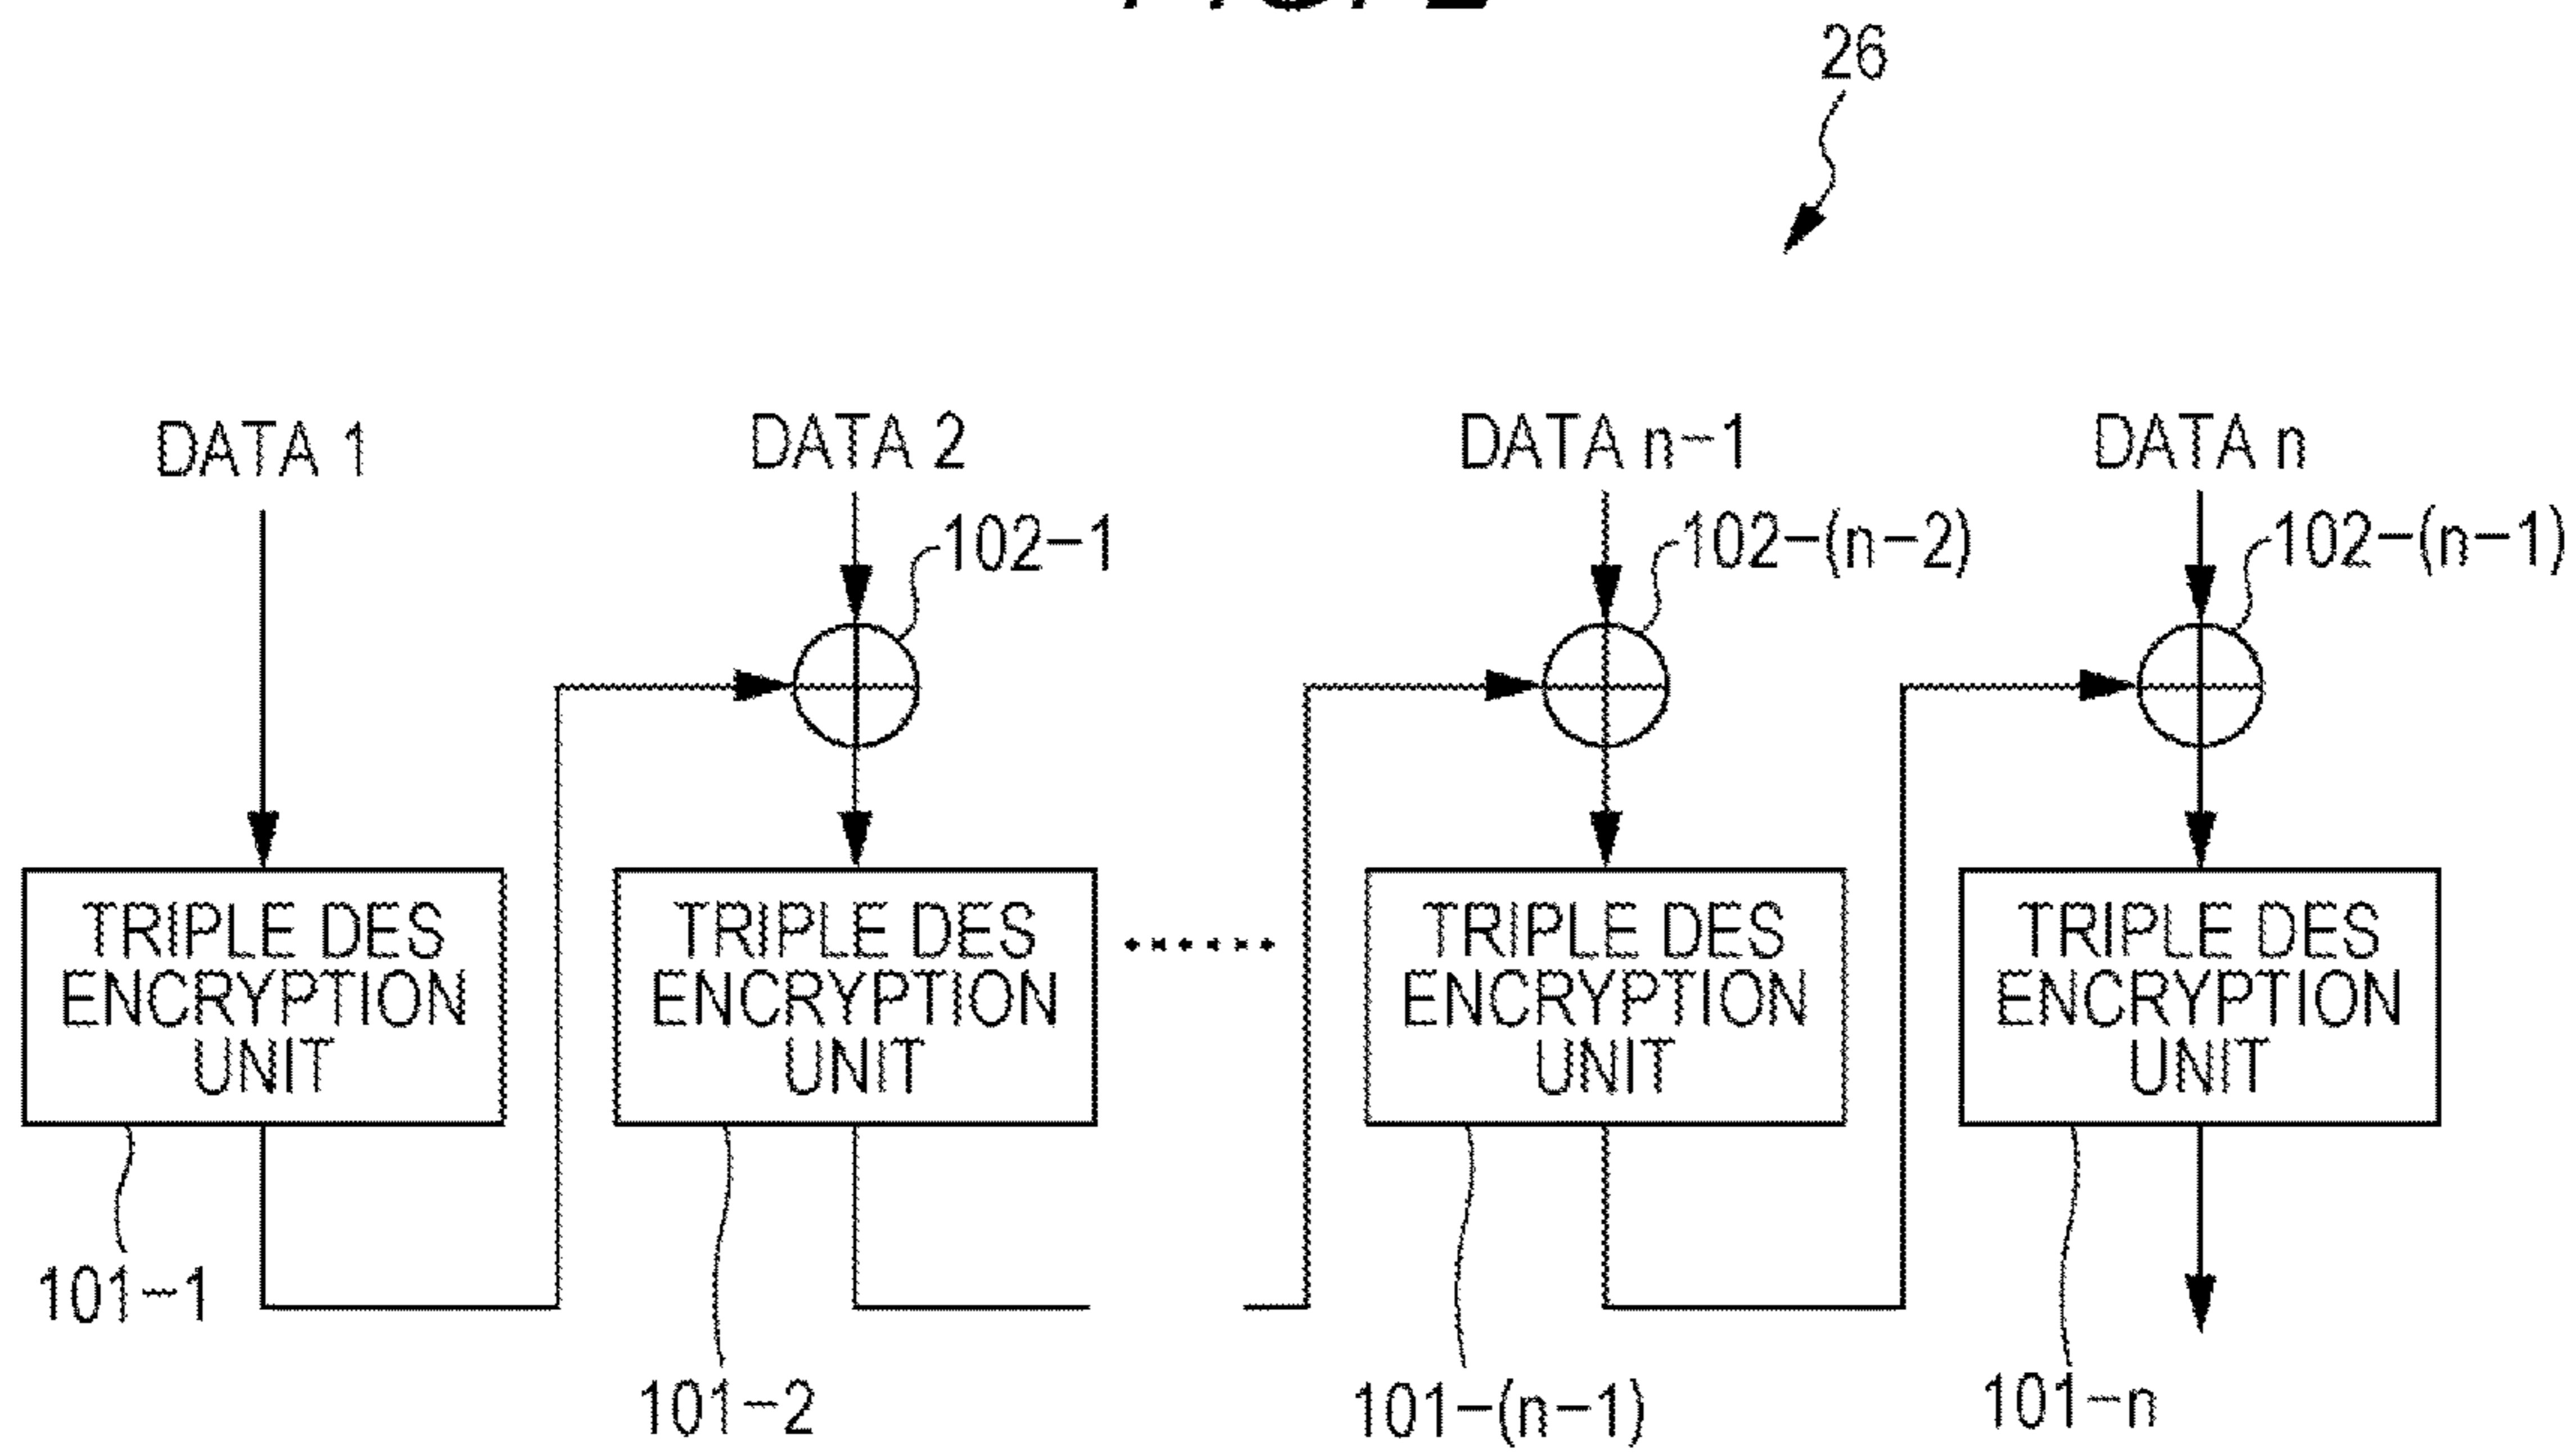 26
DATA 1
DATA 2
DATA n-1
DATA n
102-1
102-(n-2)
102-(n-1)
TRIPLE DES
ENCRYPTION
UNIT
TRIPLE DES
ENCRYPTION
UNIT
TRIPLE DES
ENCRYPTION
UNIT
TRIPLE DES
ENCRYPTION
UNIT
101-1
101-2
101-(n-1)
101-n